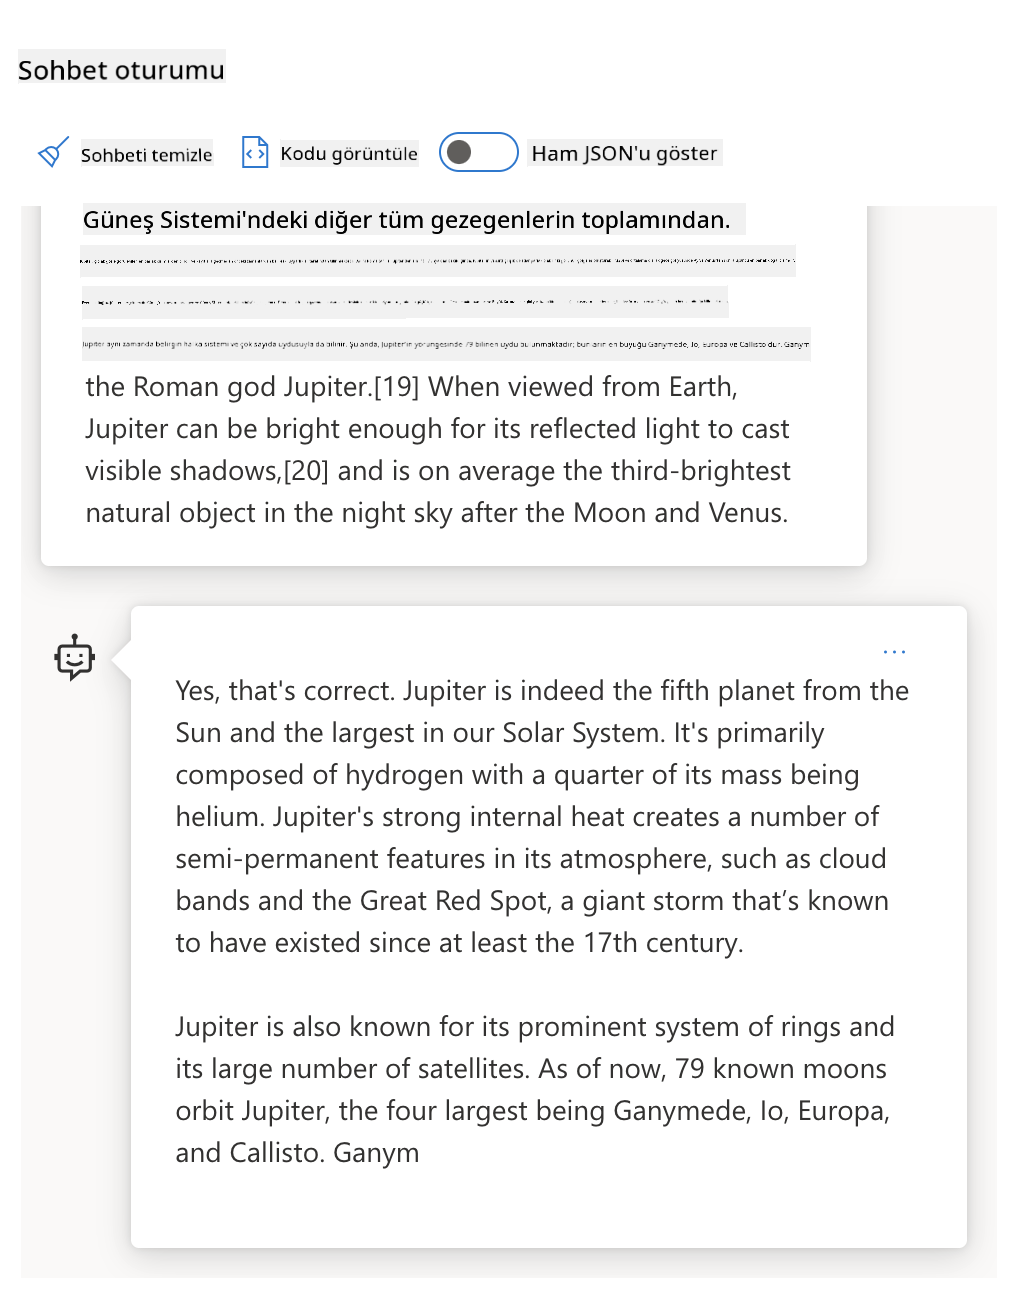 Sohbet oturumu
Sohbeti temizle
Kodu görüntüle
Ham JSON'u göster
Güneş Sistemi'ndeki diğer tüm gezegenlerin toplamından.
Jupiter aynı zamanda belirgin halka sistemi ve çok sayıda uydusuyla da bilinir. Şu anda, Jupiter'in yörüngesinde 79 bilinen uydu bulunmaktadır; bunların en büyüğü Ganymede, Io, Europa ve Callisto'dur. Ganym
the Roman god Jupiter.[19] When viewed from Earth,
Jupiter can be bright enough for its reflected light to cast
visible shadows,[20] and is on average the third-brightest
natural object in the night sky after the Moon and Venus.
Yes, that's correct. Jupiter is indeed the fifth planet from the
Sun and the largest in our Solar System. It's primarily
composed of hydrogen with a quarter of its mass being
helium. Jupiter's strong internal heat creates a number of
semi-permanent features in its atmosphere, such as cloud
bands and the Great Red Spot, a giant storm that’s known
to have existed since at least the 17th century.
Jupiter is also known for its prominent system of rings and
its large number of satellites. As of now, 79 known moons
orbit Jupiter, the four largest being Ganymede, Io, Europa,
and Callisto. Ganym